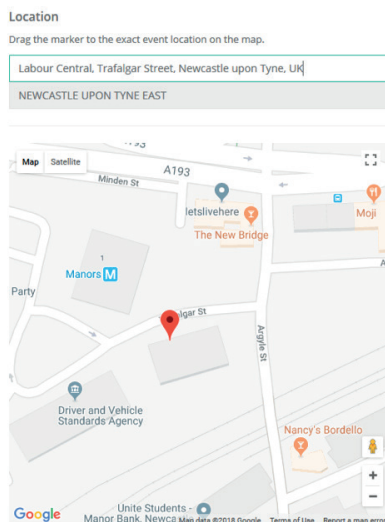 Location
Drag the marker to the exact event location on the map.
Labour Central, Trafalgar Street, Newcastle upon Tyne, UK
NEWCASTLE UPON TYNE EAST
A193
Map Satellite
A193
Minden St
letslivehere
Moji
The New Bridge
1
Manors M
Party
lgar St
Argyle St
Driver and Vehicle
Standards Agency
Nancy's Bordello
Unite Students -
Manor Bank, Newca
Google
Map data ©2018 Google Terms of Use Report a map error